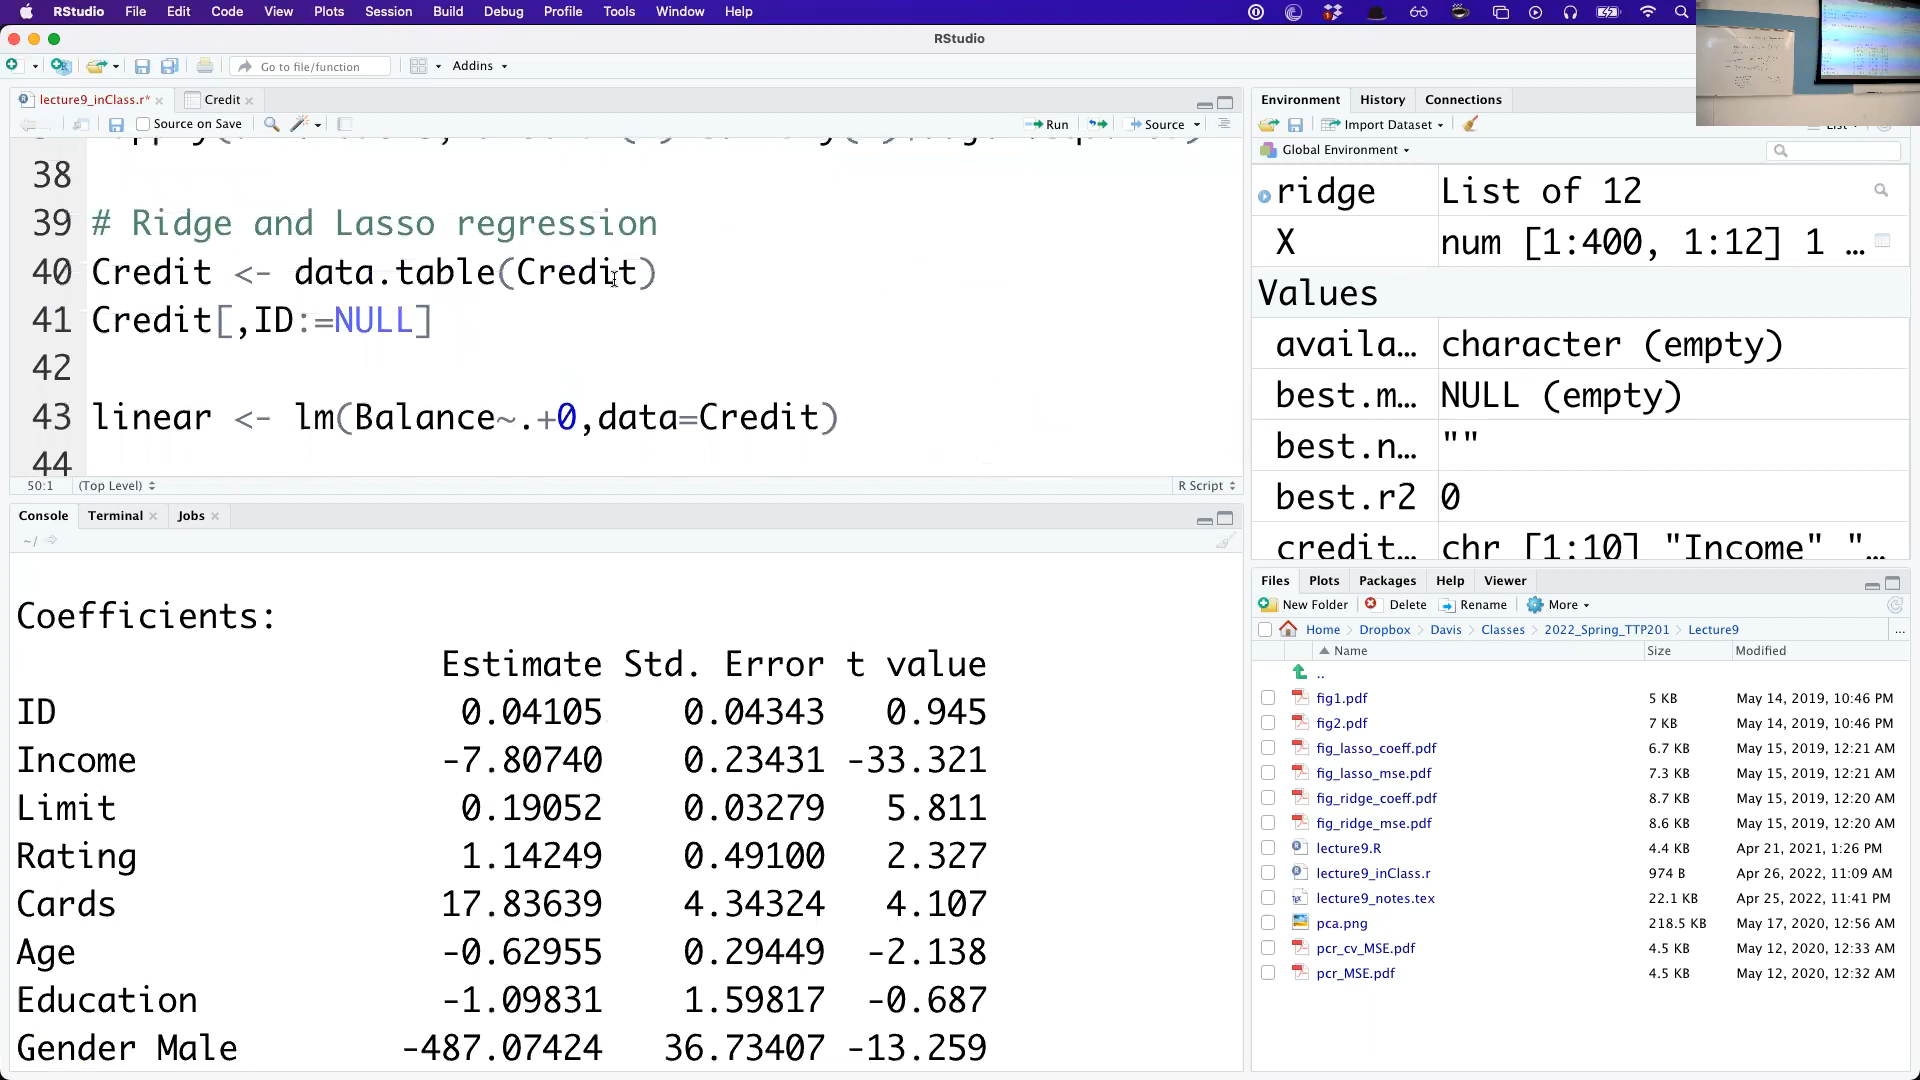 RStudio File Edit Code View Plots Session Build Debug Profile Tools Window Help
RStudio
Go to file/function Addins
lecture9_inClass.r* Credit
Source on Save Run Source
38
39 # Ridge and Lasso regression
40 Credit <- data.table(Credit)
41 Credit[,ID:=NULL]
42
43 linear <- lm(Balance~.+0,data=Credit)
44
50:1 (Top Level) R Script
Console Terminal Jobs
~/
Coefficients:
Estimate Std. Error t value
ID 0.04105 0.04343 0.945
Income -7.80740 0.23431 -33.321
Limit 0.19052 0.03279 5.811
Rating 1.14249 0.49100 2.327
Cards 17.83639 4.34324 4.107
Age -0.62955 0.29449 -2.138
Education -1.09831 1.59817 -0.687
Gender Male -487.07424 36.73407 -13.259
Environment History Connections
Import Dataset List
Global Environment
ridge List of 12
X num [1:400, 1:12] 1 …
Values
availa… character (empty)
best.m… NULL (empty)
best.n… ""
best.r2 0
credit… chr [1:10] "Income" "…
Files Plots Packages Help Viewer
New Folder Delete Rename More
Home Dropbox Davis Classes 2022_Spring_TTP201 Lecture9 ...
Name Size Modified
..
fig1.pdf 5 KB May 14, 2019, 10:46 PM
fig2.pdf 7 KB May 14, 2019, 10:46 PM
fig_lasso_coeff.pdf 6.7 KB May 15, 2019, 12:21 AM
fig_lasso_mse.pdf 7.3 KB May 15, 2019, 12:21 AM
fig_ridge_coeff.pdf 8.7 KB May 15, 2019, 12:20 AM
fig_ridge_mse.pdf 8.6 KB May 15, 2019, 12:20 AM
lecture9.R 4.4 KB Apr 21, 2021, 1:26 PM
lecture9_inClass.r 974 B Apr 26, 2022, 11:09 AM
lecture9_notes.tex 22.1 KB Apr 25, 2022, 11:41 PM
pca.png 218.5 KB May 17, 2020, 12:56 AM
pcr_cv_MSE.pdf 4.5 KB May 12, 2020, 12:33 AM
pcr_MSE.pdf 4.5 KB May 12, 2020, 12:32 AM